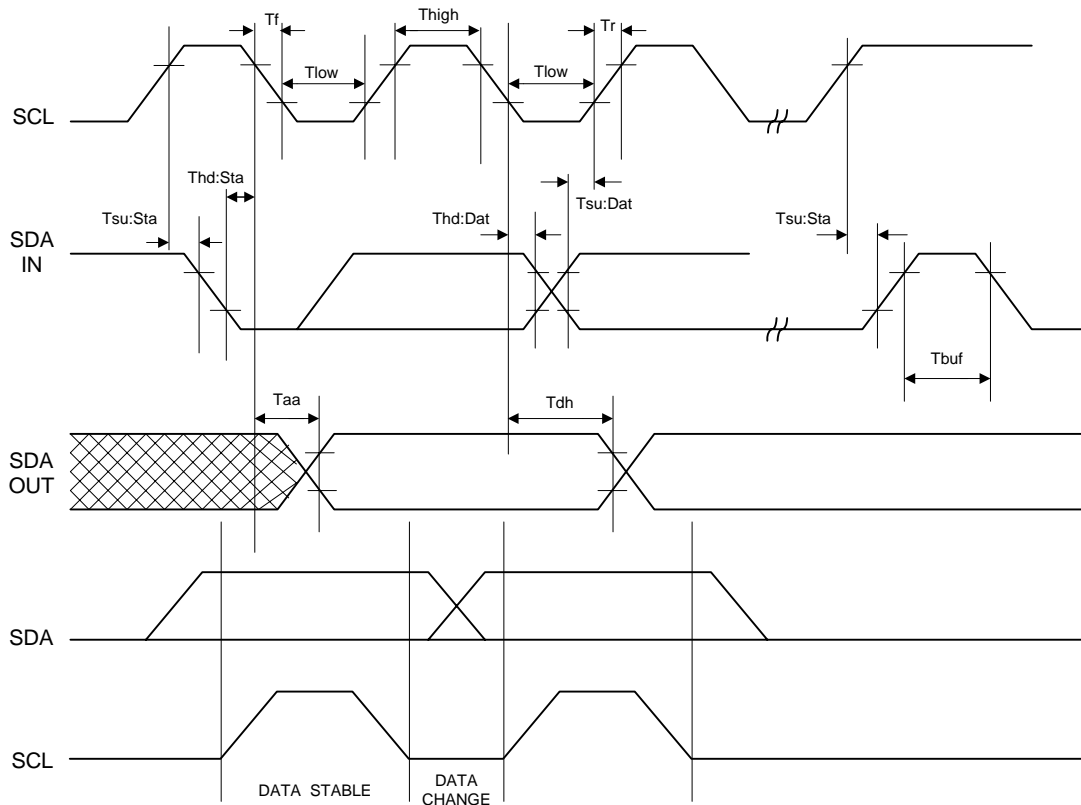 Tf
Thigh
Tr
Tlow
Tlow
SCL
Thd:Sta
Tsu:Sta
Thd:Dat
Tsu:Dat
Tsu:Sta
SDA
IN
Tbuf
Taa
Tdh
SDA
OUT
SDA
SCL
DATA STABLE
DATA
CHANGE